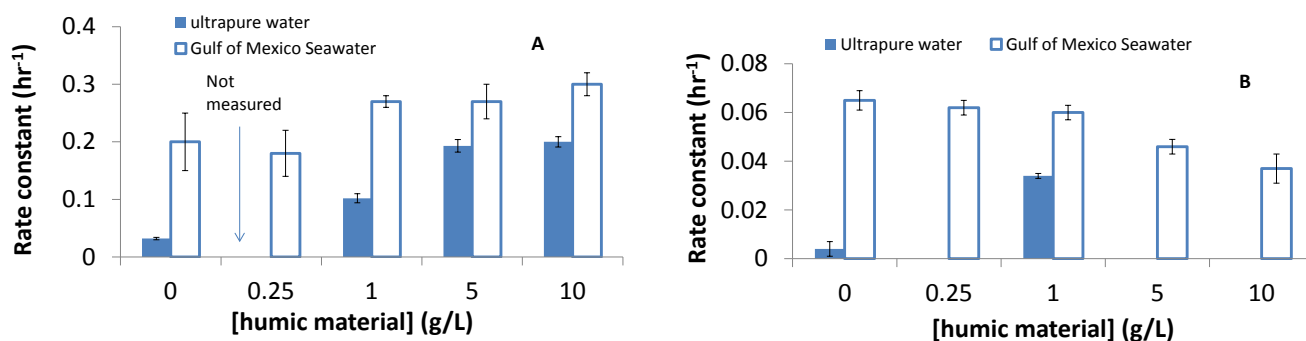 ultrapure water
Gulf of Mexico Seawater
A
Not
measured
Rate constant (hr⁻¹)
0.4
0.3
0.2
0.1
0
0 0.25 1 5 10
[humic material] (g/L)
Ultrapure water Gulf of Mexico Seawater
B
Rate constant (hr⁻¹)
0.08
0.06
0.04
0.02
0
0 0.25 1 5 10
[humic material] (g/L)